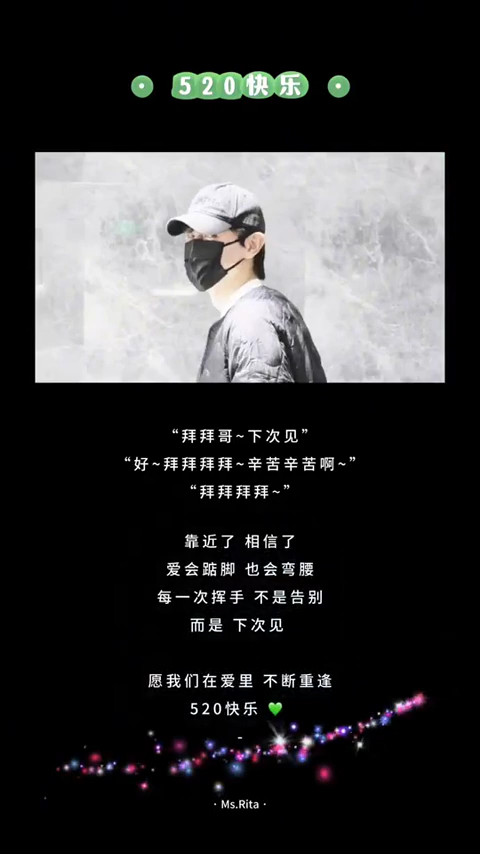 520快乐
“拜拜哥~下次见”
“好~拜拜拜拜~辛苦辛苦啊~”
“拜拜拜拜~”
靠近了 相信了
爱会踮脚 也会弯腰
每一次挥手 不是告别
而是 下次见
愿我们在爱里 不断重逢
520快乐 💚
-
· Ms.Rita ·